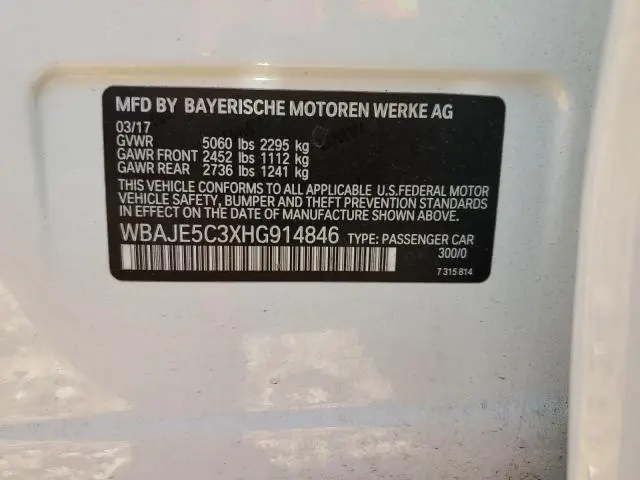 MFD BY BAYERISCHE MOTOREN WERKE AG
03/17
GVWR 5060 lbs 2295 kg
GAWR FRONT 2452 lbs 1112 kg
GAWR REAR 2736 lbs 1241 kg
THIS VEHICLE CONFORMS TO ALL APPLICABLE U.S.FEDERAL MOTOR
VEHICLE SAFETY, BUMPER, AND THEFT PREVENTION STANDARDS
IN EFFECT ON THE DATE OF MANUFACTURE SHOWN ABOVE.
WBAJE5C3XHG914846 TYPE: PASSENGER CAR
300/0
7 315 814